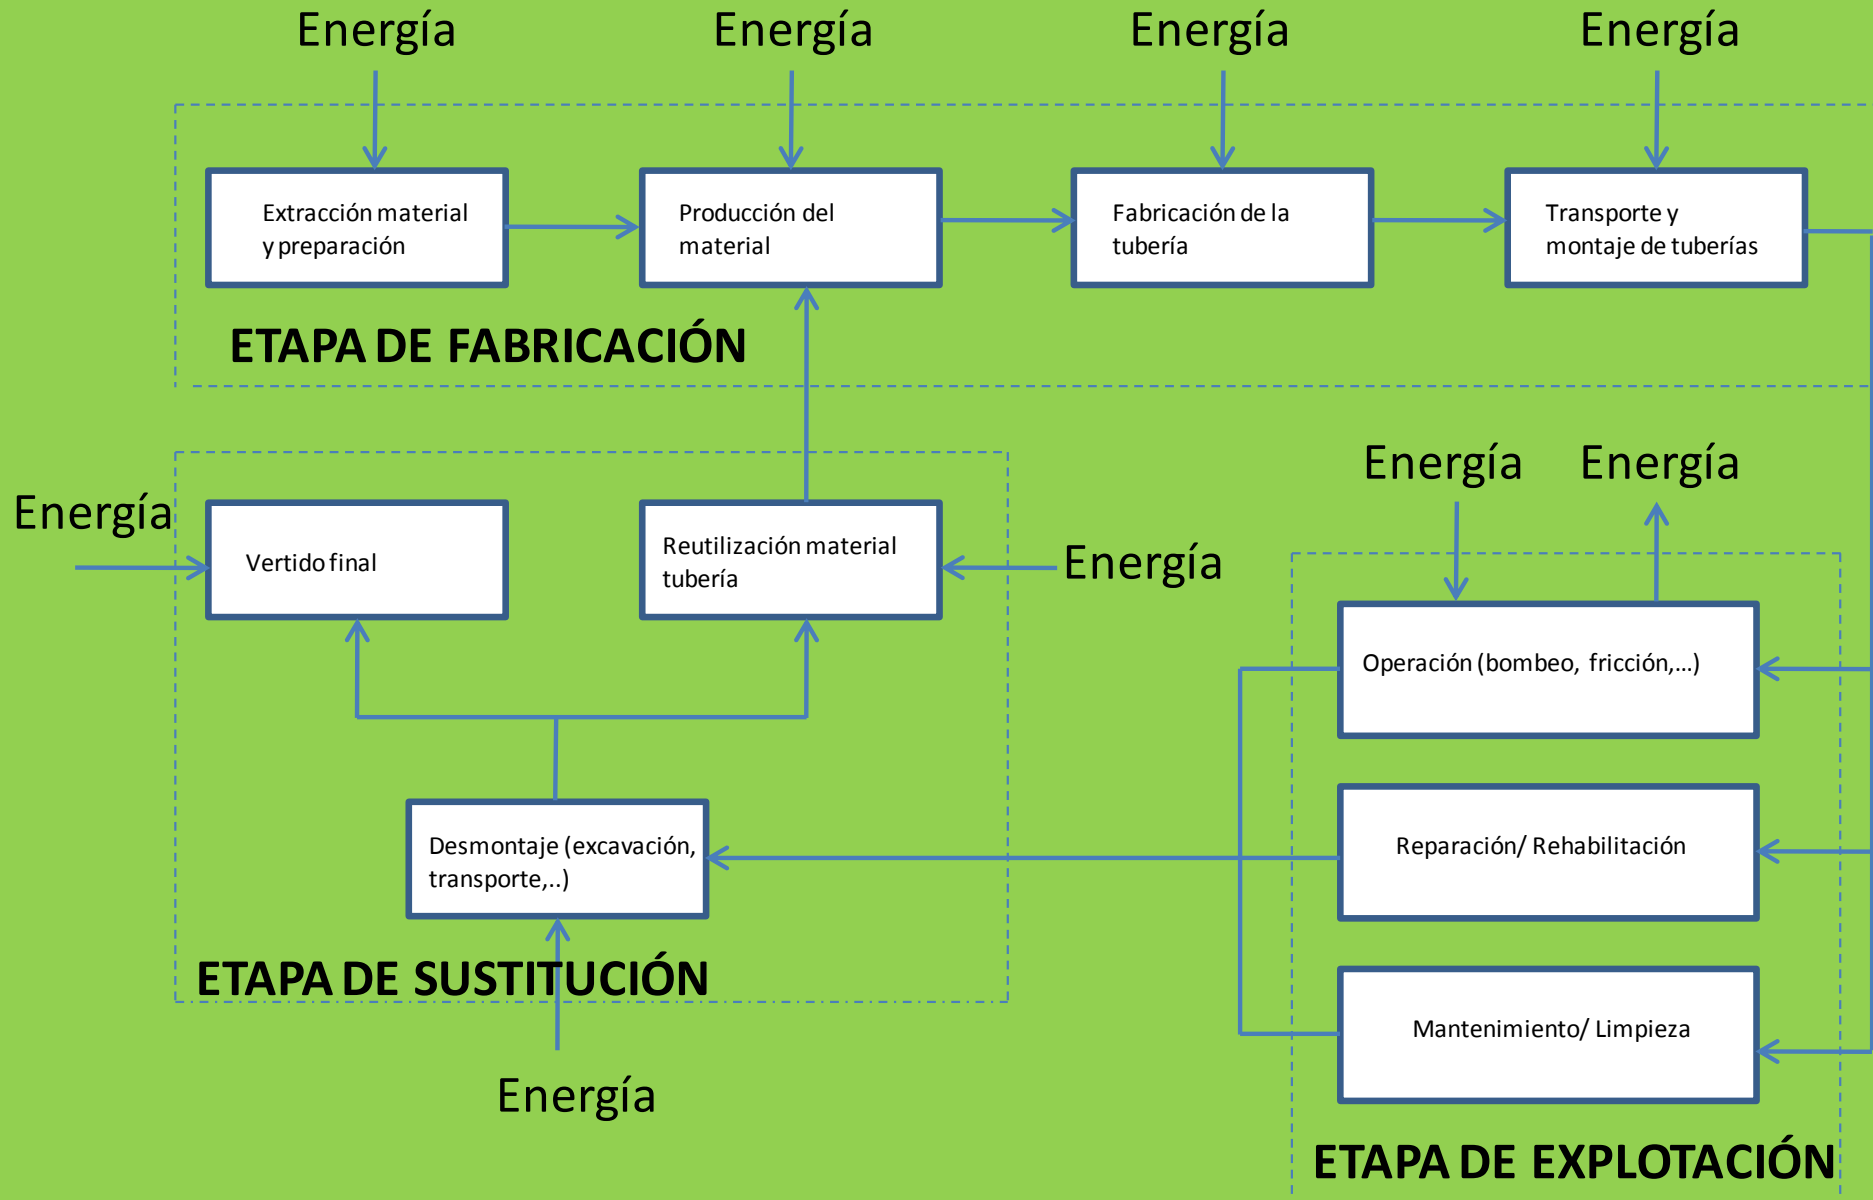 Energía
Energía
Energía
Energía
Extracción material
y preparación
Producción del
material
Fabricación de la
tubería
Transporte y
montaje de tuberías
ETAPA DE FABRICACIÓN
Energía
Energía
Energía
Vertido final
Reutilización material
tubería
Energía
Operación (bombeo, fricción,...)
Desmontaje (excavación,
transporte,..)
Reparación/ Rehabilitación
ETAPA DE SUSTITUCIÓN
Mantenimiento/ Limpieza
Energía
ETAPA DE EXPLOTACIÓN